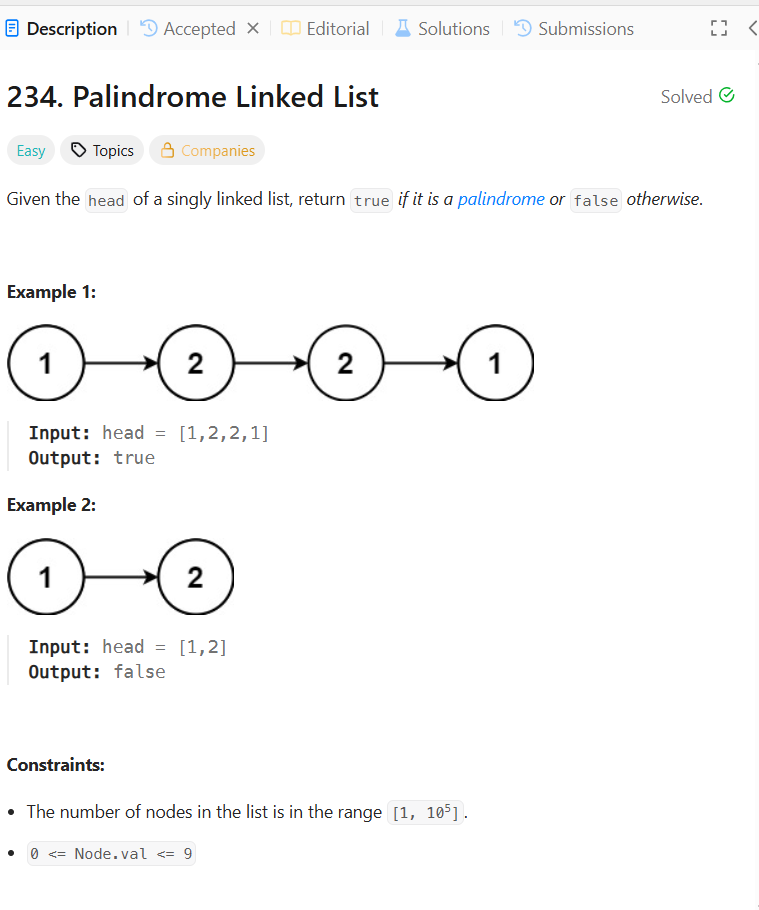 Description Accepted Editorial Solutions Submissions
234. Palindrome Linked List Solved
Easy Topics Companies
Given the head of a singly linked list, return true if it is a palindrome or false otherwise.
Example 1:
1 2 2 1
Input: head = [1,2,2,1]
Output: true
Example 2:
1 2
Input: head = [1,2]
Output: false
Constraints:
• The number of nodes in the list is in the range [1, 10⁵].
• 0 <= Node.val <= 9